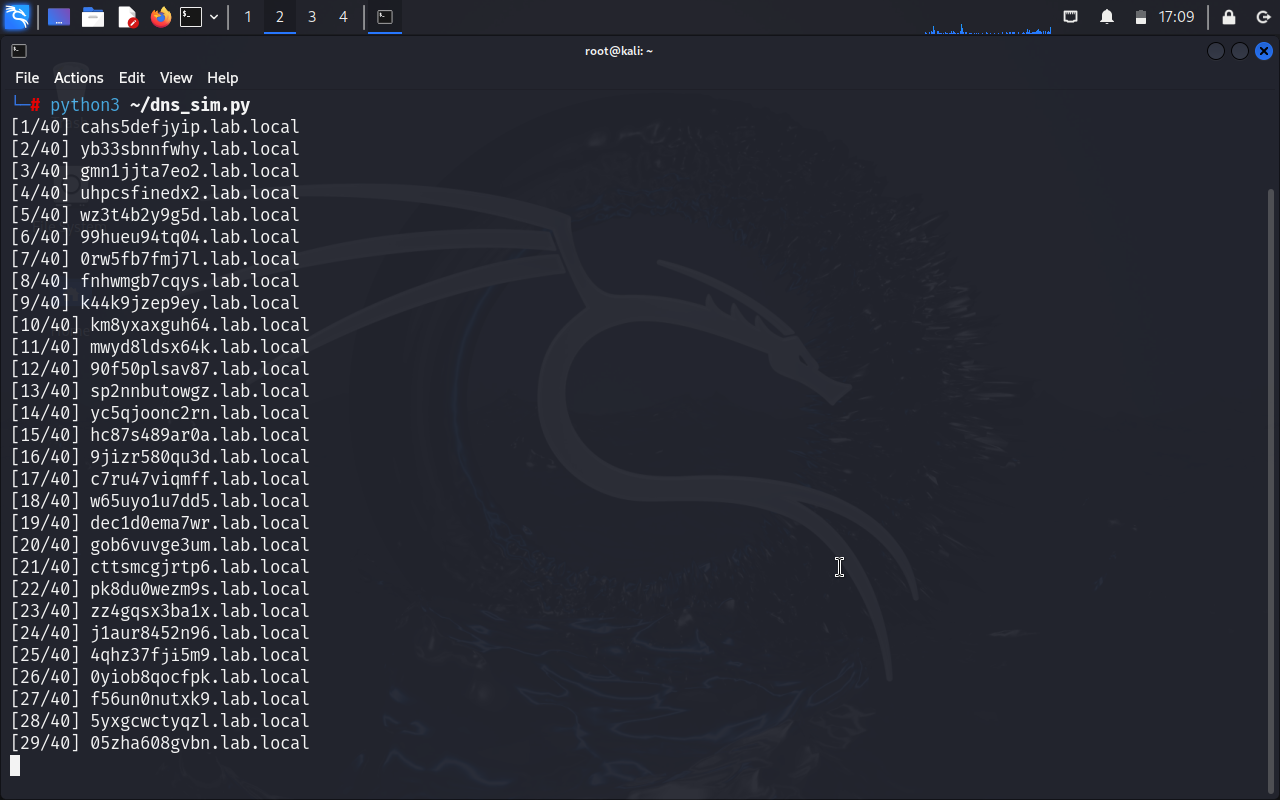 1 2 3 4 17:09
root@kali: ~
File Actions Edit View Help
└─# python3 ~/dns_sim.py
[1/40] cahs5defjyip.lab.local
[2/40] yb33sbnnfwhy.lab.local
[3/40] gmn1jjta7eo2.lab.local
[4/40] uhpcsfinedx2.lab.local
[5/40] wz3t4b2y9g5d.lab.local
[6/40] 99hueu94tq04.lab.local
[7/40] 0rw5fb7fmj7l.lab.local
[8/40] fnhwmgb7cqys.lab.local
[9/40] k44k9jzep9ey.lab.local
[10/40] km8yxaxguh64.lab.local
[11/40] mwyd8ldsx64k.lab.local
[12/40] 90f50plsav87.lab.local
[13/40] sp2nnbutowgz.lab.local
[14/40] yc5qjoonc2rn.lab.local
[15/40] hc87s489ar0a.lab.local
[16/40] 9jizr580qu3d.lab.local
[17/40] c7ru47viqmff.lab.local
[18/40] w65uyo1u7dd5.lab.local
[19/40] dec1d0ema7wr.lab.local
[20/40] gob6vuvge3um.lab.local
[21/40] cttsmcgjrtp6.lab.local
[22/40] pk8du0wezm9s.lab.local
[23/40] zz4gqsx3ba1x.lab.local
[24/40] j1aur8452n96.lab.local
[25/40] 4qhz37fji5m9.lab.local
[26/40] 0yiob8qocfpk.lab.local
[27/40] f56un0nutxk9.lab.local
[28/40] 5yxgcwctyqzl.lab.local
[29/40] 05zha608gvbn.lab.local